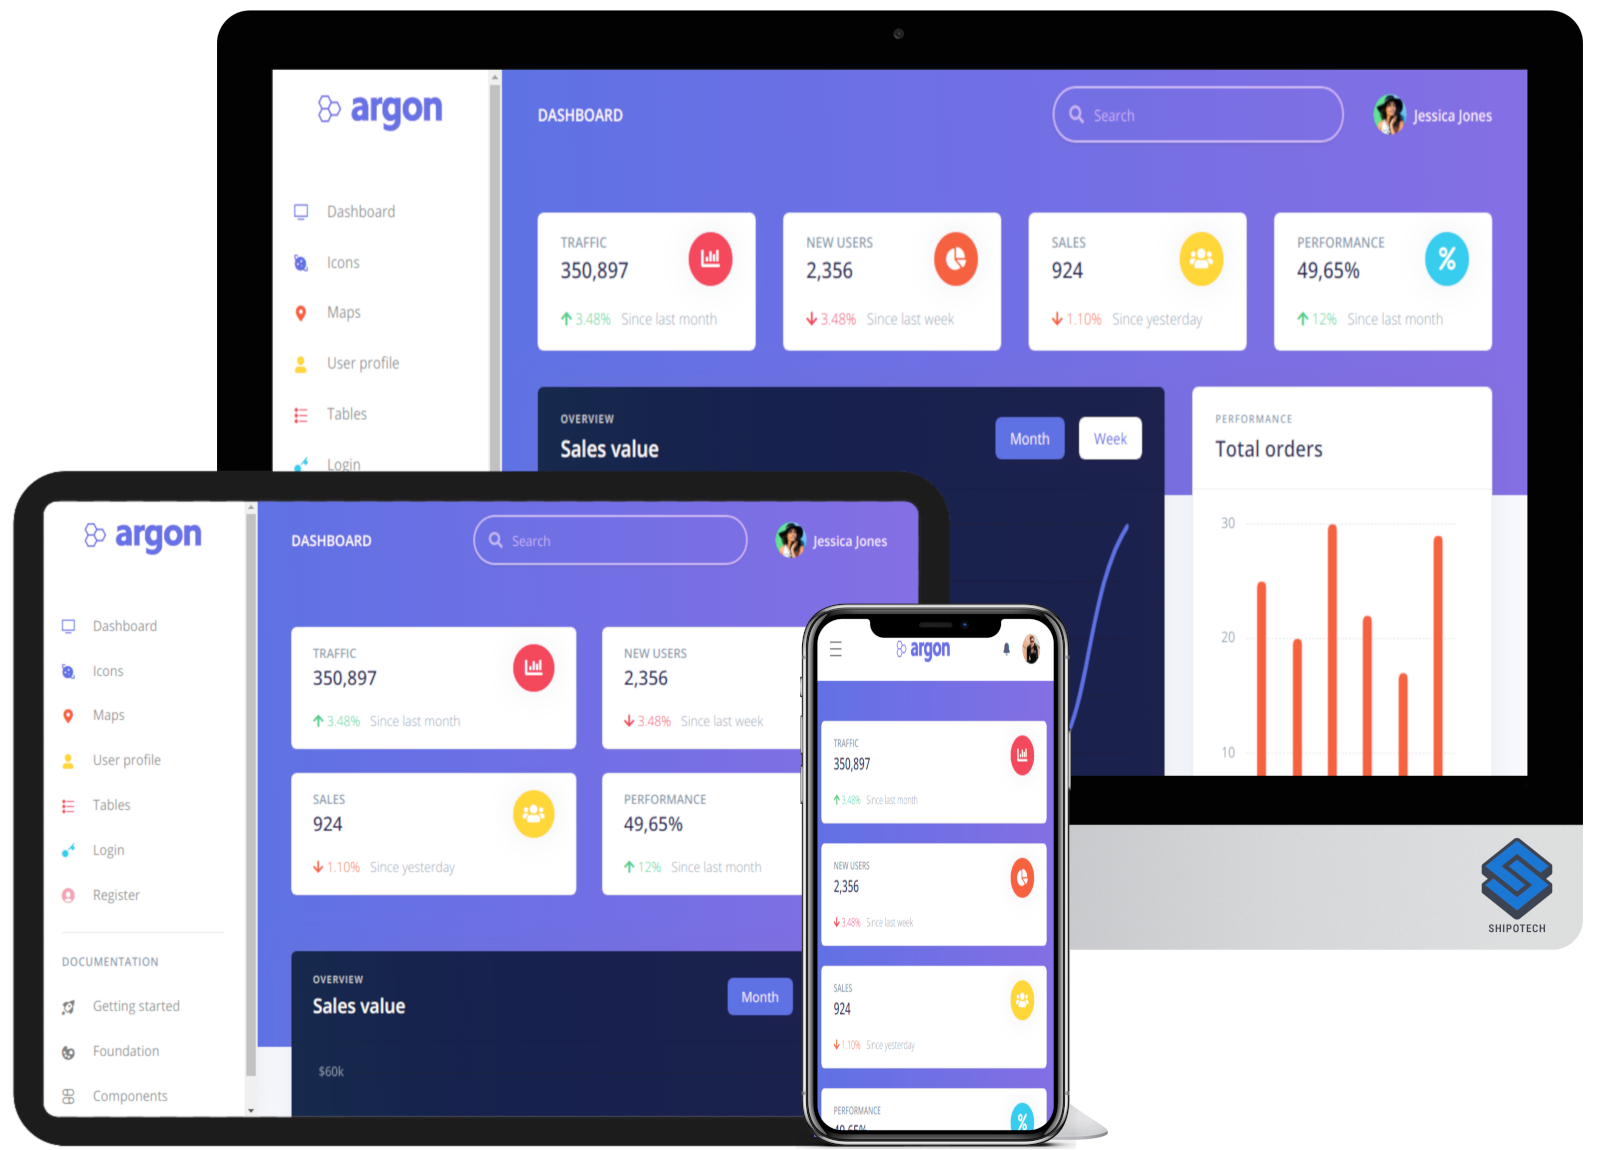 argon
DASHBOARD
Search
Jessica Jones
Dashboard
Icons
Maps
User profile
Tables
Login
TRAFFIC
350,897
3.48% Since last month
NEW USERS
2,356
3.48% Since last week
SALES
924
1.10% Since yesterday
PERFORMANCE
49,65%
12% Since last month
OVERVIEW
Sales value
Month
Week
PERFORMANCE
Total orders
30
20
10
SHIPOTECH
argon
DASHBOARD
Search
Jessica Jones
Dashboard
Icons
Maps
User profile
Tables
Login
Register
DOCUMENTATION
Getting started
Foundation
Components
TRAFFIC
350,897
3.48% Since last month
NEW USERS
2,356
3.48% Since last week
SALES
924
1.10% Since yesterday
PERFORMANCE
49,65%
12% Since last month
OVERVIEW
Sales value
Month
$60k
argon
TRAFFIC
350,897
3.48% Since last month
NEW USERS
2,356
3.48% Since last week
SALES
924
1.10% Since yesterday
PERFORMANCE
49,65%